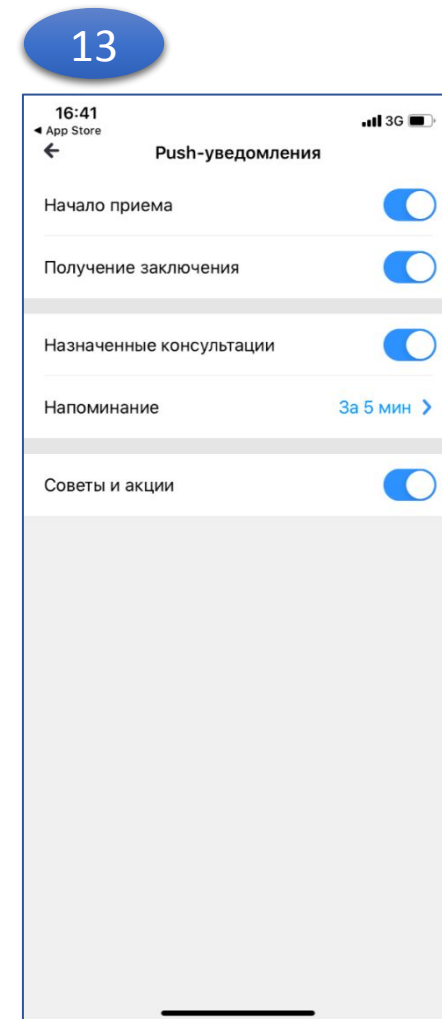 13
16:41
3G
◀ App Store
Push-уведомления
Начало приема
Получение заключения
Назначенные консультации
Напоминание За 5 мин
Советы и акции